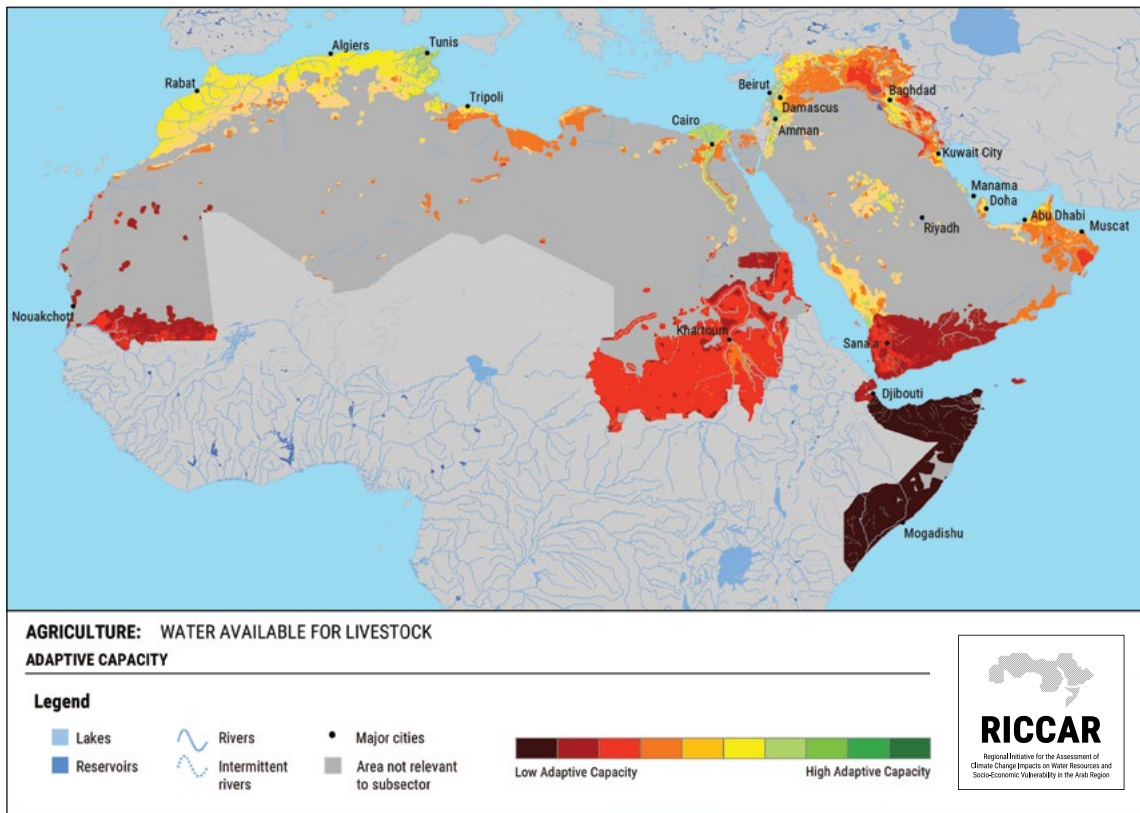 Algiers
Tunis
Rabat
Tripoli
Beirut
Damascus
Baghdad
Cairo
Amman
Kuwait City
Manama
Doha
Abu Dhabi
Riyadh
Muscat
Nouakchott
Khartoum
Sana'a
Djibouti
Mogadishu
AGRICULTURE: WATER AVAILABLE FOR LIVESTOCK
ADAPTIVE CAPACITY
Legend
Lakes
Reservoirs
Rivers
Intermittent
rivers
Major cities
Area not relevant
to subsector
Low Adaptive Capacity
High Adaptive Capacity
RICCAR
Regional Initiative for the Assessment of
Climate Change Impacts on Water Resources and
Socio-Economic Vulnerability in the Arab Region